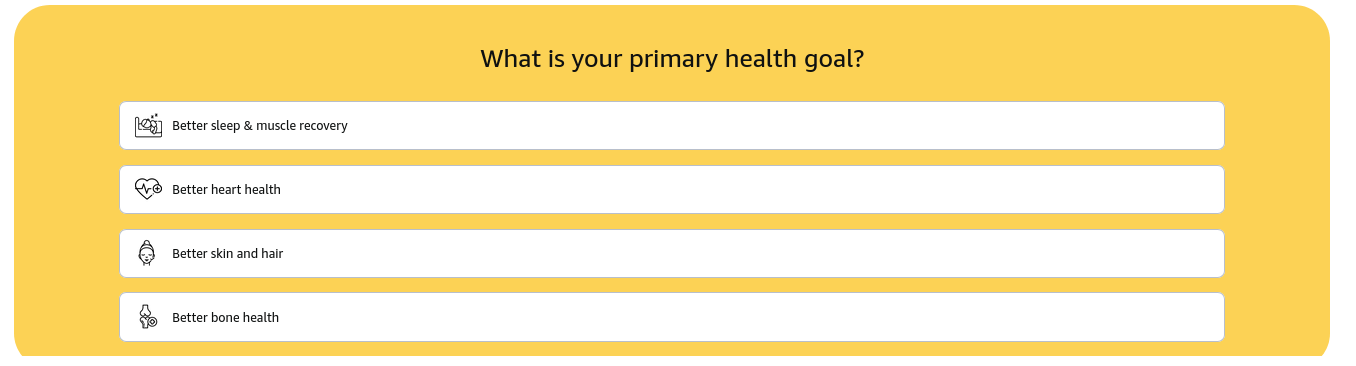 What is your primary health goal?
Better sleep & muscle recovery
Better heart health
Better skin and hair
Better bone health